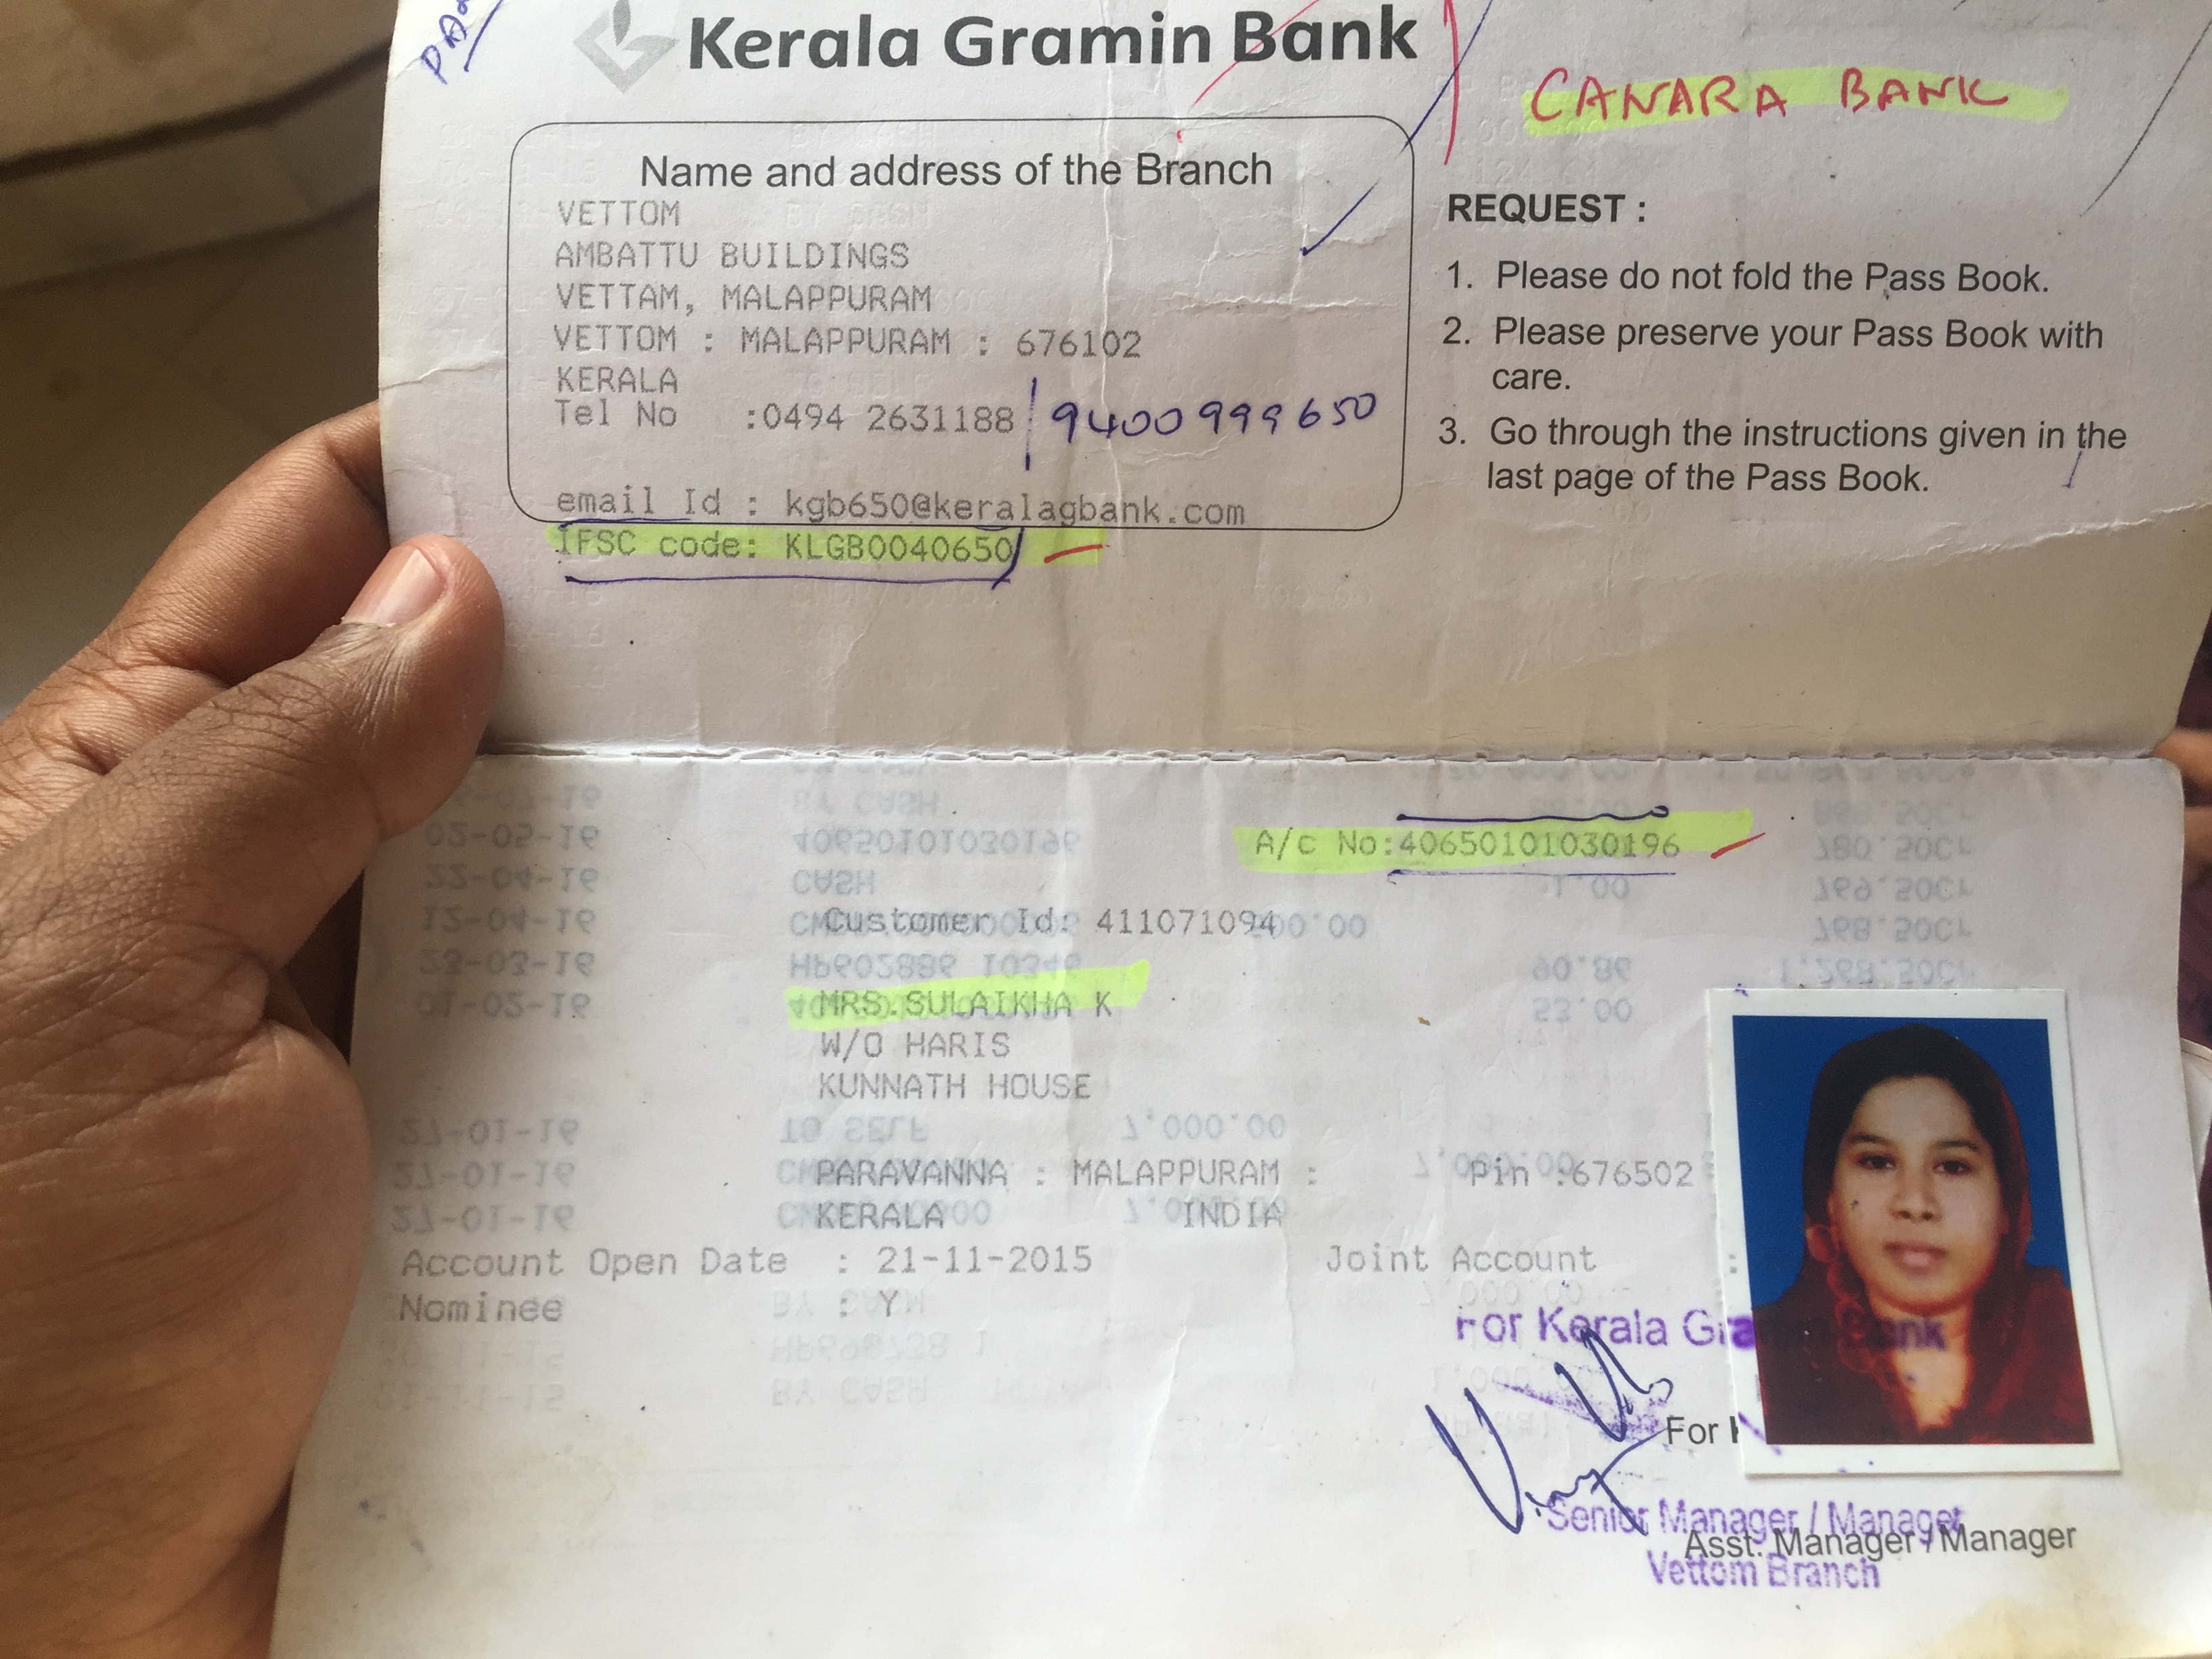 Kerala Gramin Bank
CANARA BANK
Name and address of the Branch
VETTOM
AMBATTU BUILDINGS
VETTAM, MALAPPURAM
VETTOM : MALAPPURAM : 676102
KERALA
Tel No :0494 2631188 9400999650
email Id : kgb650@keralagbank.com
IFSC code: KLGB0040650
REQUEST :
1. Please do not fold the Pass Book.
2. Please preserve your Pass Book with
care.
3. Go through the instructions given in the
last page of the Pass Book.
A/c No:40650101030196
Customer Id: 411071094
MRS.SULAIKHA K
W/O HARIS
KUNNATH HOUSE
PARAVANNA : MALAPPURAM : pin 676502
KERALA INDIA
Account Open Date : 21-11-2015 Joint Account :
Nominee : Y
For Kerala Gra
For
Senior Manager / Manager
Asst. Manager / Manager
Vettom Branch